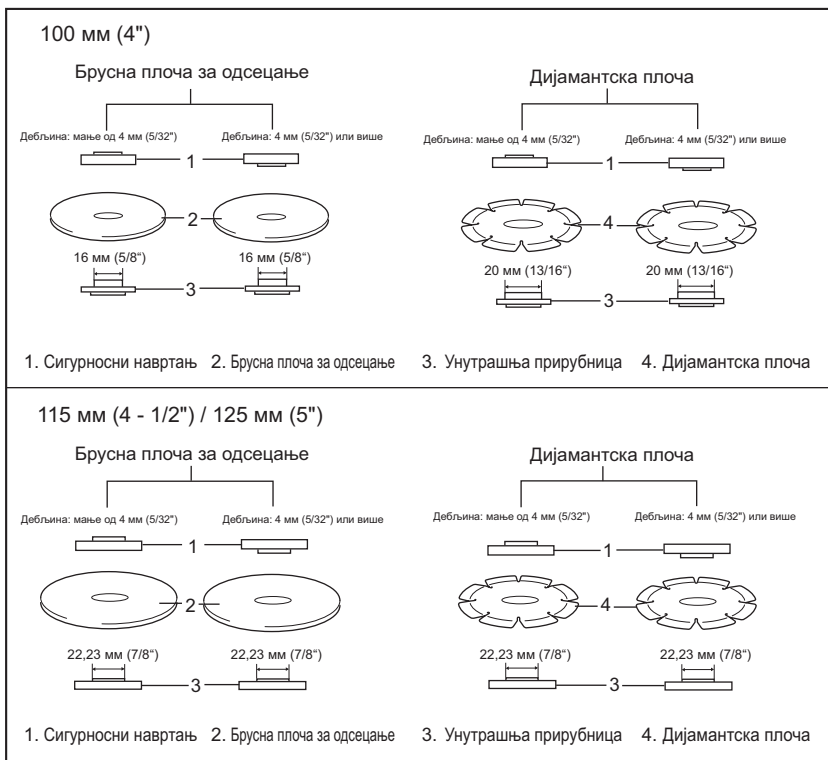 100 мм (4")
Брусна плоча за одсецање
Дијамантска плоча
Дебљина: мање од 4 мм (5/32")
Дебљина: 4 мм (5/32") или више
Дебљина: мање од 4 мм (5/32")
Дебљина: 4 мм (5/32") или више
1
1
2
4
16 мм (5/8“)
16 мм (5/8“)
20 мм (13/16“)
20 мм (13/16“)
3
3
1. Сигурносни навртањ 2. Брусна плоча за одсецање 3. Унутрашња прирубница 4. Дијамантска плоча
115 мм (4 - 1/2") / 125 мм (5")
Брусна плоча за одсецање
Дијамантска плоча
Дебљина: мање од 4 мм (5/32")
Дебљина: 4 мм (5/32") или више
Дебљина: мање од 4 мм (5/32")
Дебљина: 4 мм (5/32") или више
1
1
2
4
22,23 мм (7/8“)
22,23 мм (7/8“)
22,23 мм (7/8“)
22,23 мм (7/8“)
3
3
1. Сигурносни навртањ 2. Брусна плоча за одсецање 3. Унутрашња прирубница 4. Дијамантска плоча